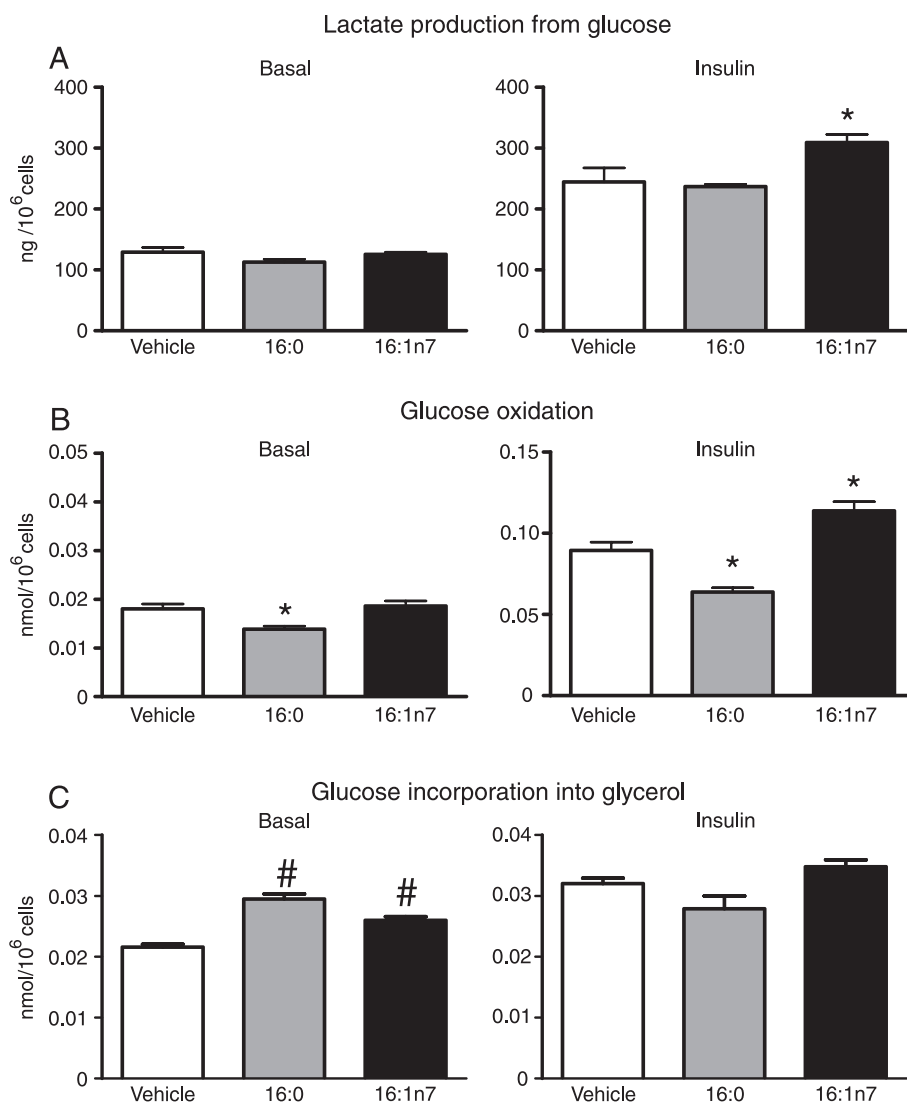 Lactate production from glucose
A
Basal
Insulin
400
300
200
100
0
ng /10⁶cells
Vehicle 16:0 16:1n7
400
300
200
100
0
*
Vehicle 16:0 16:1n7
B
Glucose oxidation
Basal
Insulin
0.05
0.04
0.03
0.02
0.01
0
nmol/10⁶ cells
*
Vehicle 16:0 16:1n7
0.15
0.10
0.05
0
* *
Vehicle 16:0 16:1n7
C
Glucose incorporation into glycerol
Basal
Insulin
0.04
0.03
0.02
0.01
0
nmol/10⁶ cells
# #
Vehicle 16:0 16:1n7
0.04
0.03
0.02
0.01
0
Vehicle 16:0 16:1n7